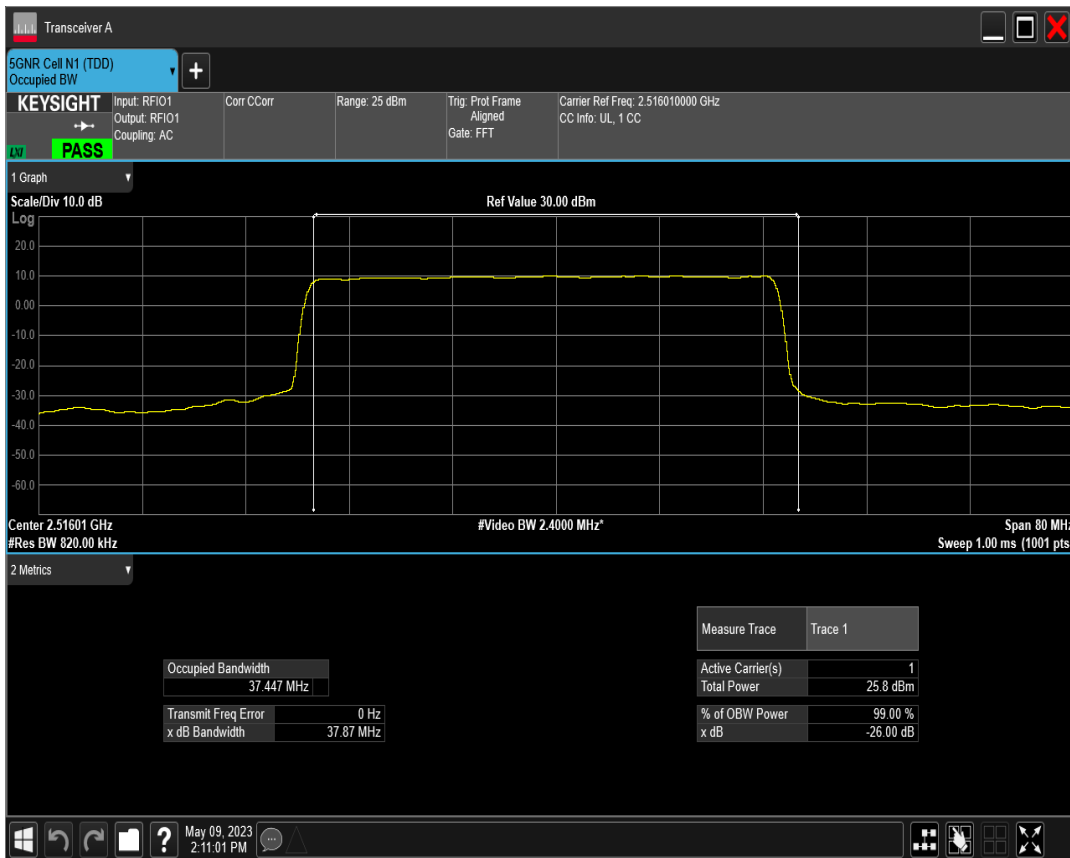 Transceiver A
5GNR Cell N1 (TDD)
Occupied BW
KEYSIGHT
LXI
PASS
Input: RFIO1
Output: RFIO1
Coupling: AC
Corr CCorr
Range: 25 dBm
Trig: Prot Frame
Aligned
Gate: FFT
Carrier Ref Freq: 2.516010000 GHz
CC Info: UL, 1 CC
1 Graph
Scale/Div 10.0 dB
Ref Value 30.00 dBm
Log
20.0
10.0
0.00
-10.0
-20.0
-30.0
-40.0
-50.0
-60.0
Center 2.51601 GHz
#Video BW 2.4000 MHz*
Span 80 MHz
#Res BW 820.00 kHz
Sweep 1.00 ms (1001 pts
2 Metrics
Measure Trace Trace 1
Occupied Bandwidth
37.447 MHz
Active Carrier(s) 1
Total Power 25.8 dBm
Transmit Freq Error 0 Hz
x dB Bandwidth 37.87 MHz
% of OBW Power 99.00 %
x dB -26.00 dB
?
May 09, 2023
2:11:01 PM